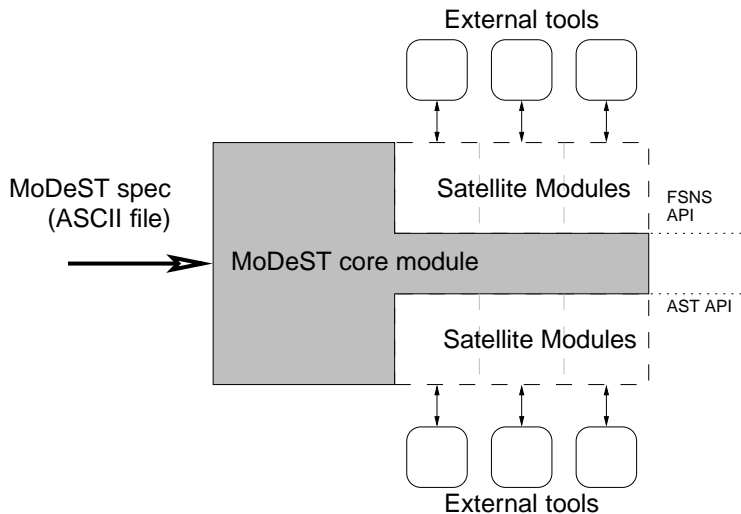 External tools
MoDeST spec
(ASCII file)
Satellite Modules
FSNS
API
MoDeST core module
AST API
Satellite Modules
External tools